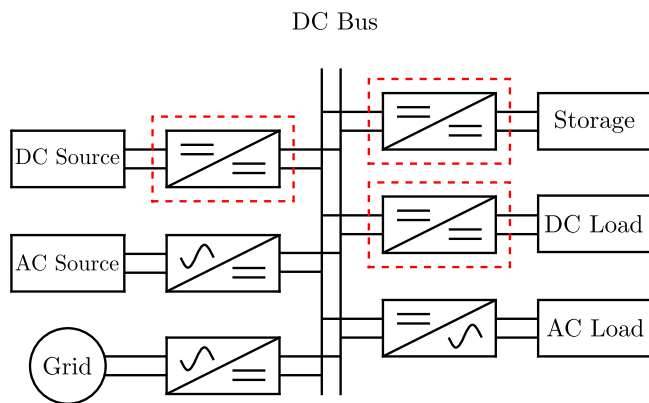 DC Bus
DC Source
Storage
AC Source
DC Load
Grid
AC Load